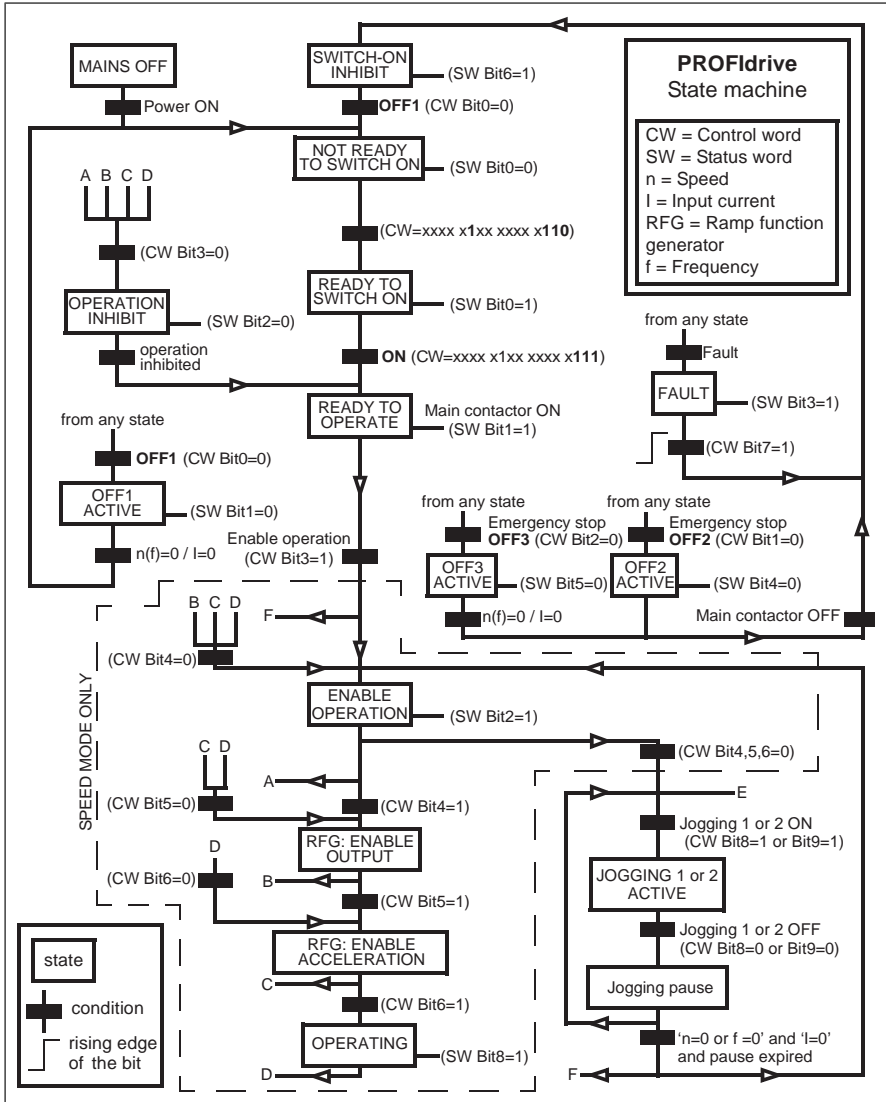 MAINS OFF
Power ON
SWITCH-ON
INHIBIT
(SW Bit6=1)
OFF1 (CW Bit0=0)
NOT READY
TO SWITCH ON
(SW Bit0=0)
PROFIdrive
State machine
CW = Control word
SW = Status word
n = Speed
I = Input current
RFG = Ramp function
generator
f = Frequency
A B C D
(CW Bit3=0)
OPERATION
INHIBIT
(SW Bit2=0)
operation
inhibited
(CW=xxxx x1xx xxxx x110)
READY TO
SWITCH ON
(SW Bit0=1)
ON (CW=xxxx x1xx xxxx x111)
READY TO
OPERATE
Main contactor ON
(SW Bit1=1)
from any state
Fault
FAULT
(SW Bit3=1)
(CW Bit7=1)
from any state
OFF1 (CW Bit0=0)
OFF1
ACTIVE
(SW Bit1=0)
n(f)=0 / I=0
Enable operation
(CW Bit3=1)
from any state
Emergency stop
OFF3 (CW Bit2=0)
OFF3
ACTIVE
(SW Bit5=0)
n(f)=0 / I=0
from any state
Emergency stop
OFF2 (CW Bit1=0)
OFF2
ACTIVE
(SW Bit4=0)
Main contactor OFF
SPEED MODE ONLY
B C D
(CW Bit4=0)
F
ENABLE
OPERATION
(SW Bit2=1)
C D
(CW Bit5=0)
A
(CW Bit4=1)
RFG: ENABLE
OUTPUT
D
(CW Bit6=0)
B
(CW Bit5=1)
RFG: ENABLE
ACCELERATION
C
(CW Bit6=1)
OPERATING
(SW Bit8=1)
D
(CW Bit4,5,6=0)
E
Jogging 1 or 2 ON
(CW Bit8=1 or Bit9=1)
JOGGING 1 or 2
ACTIVE
Jogging 1 or 2 OFF
(CW Bit8=0 or Bit9=0)
Jogging pause
‘n=0 or f =0’ and ‘I=0’
and pause expired
F
state
condition
rising edge
of the bit